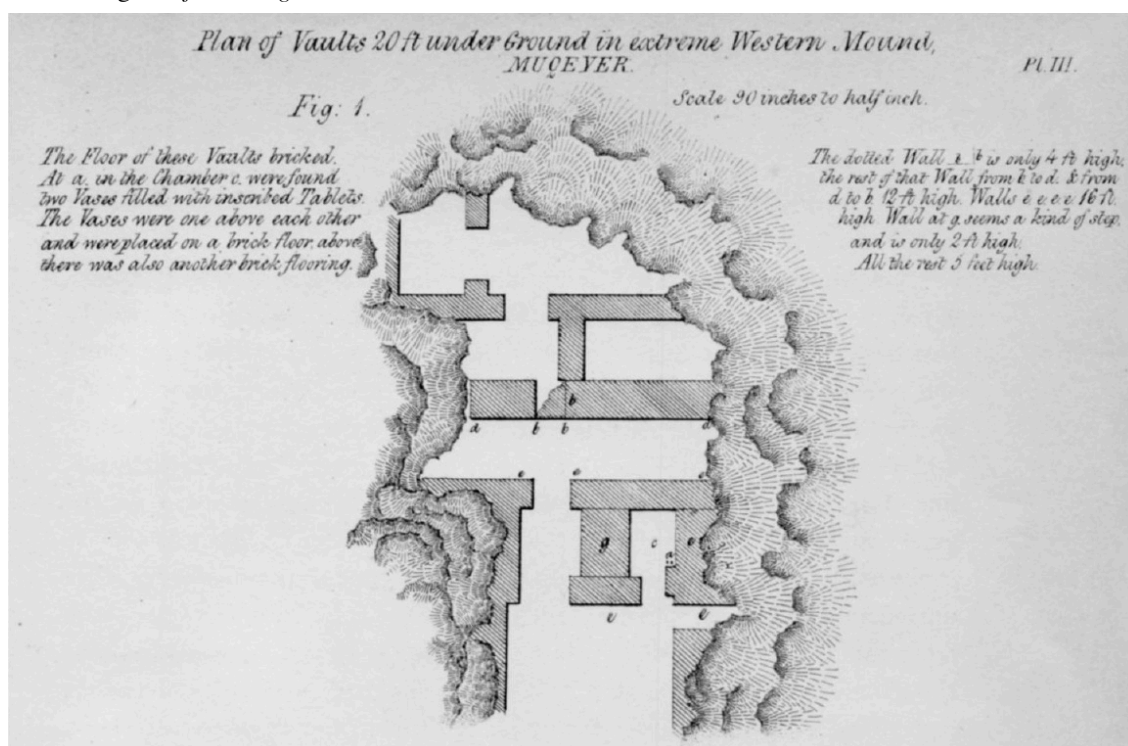 Plan of Vaults 20 ft under Ground in extreme Western Mound,
MUQEYER.
Pl. III.
Fig: 1.
Scale 90 inches to half inch.
The Floor of these Vaults bricked.
At a. in the Chamber c. were found
two Vases filled with inscribed Tablets.
The Vases were one above each other
and were placed on a brick floor, above
there was also another brick flooring.
The dotted Wall b is only 4 ft high,
the rest of that Wall from b to d. & from
d to b. 12 ft high. Walls e e e e 16 ft.
high. Wall at g. seems a kind of step,
and is only 2 ft high.
All the rest 5 feet high.
b
d b b d
e e e
g c e
a
e e